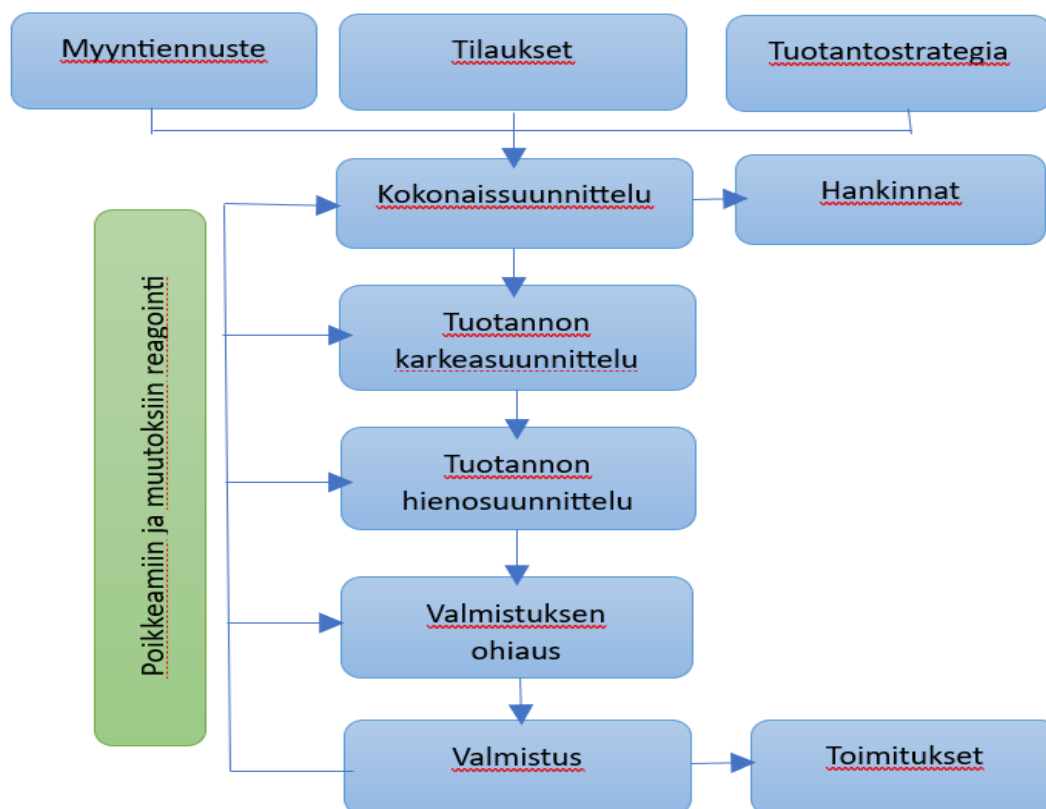 Myyntiennuste
Tilaukset
Tuotantostrategia
Kokonaissuunnittelu
Hankinnat
Poikkeamiin ja muutoksiin reagointi
Tuotannon
karkeasuunnittelu
Tuotannon
hienosuunnittelu
Valmistuksen
ohiaus
Valmistus
Toimitukset